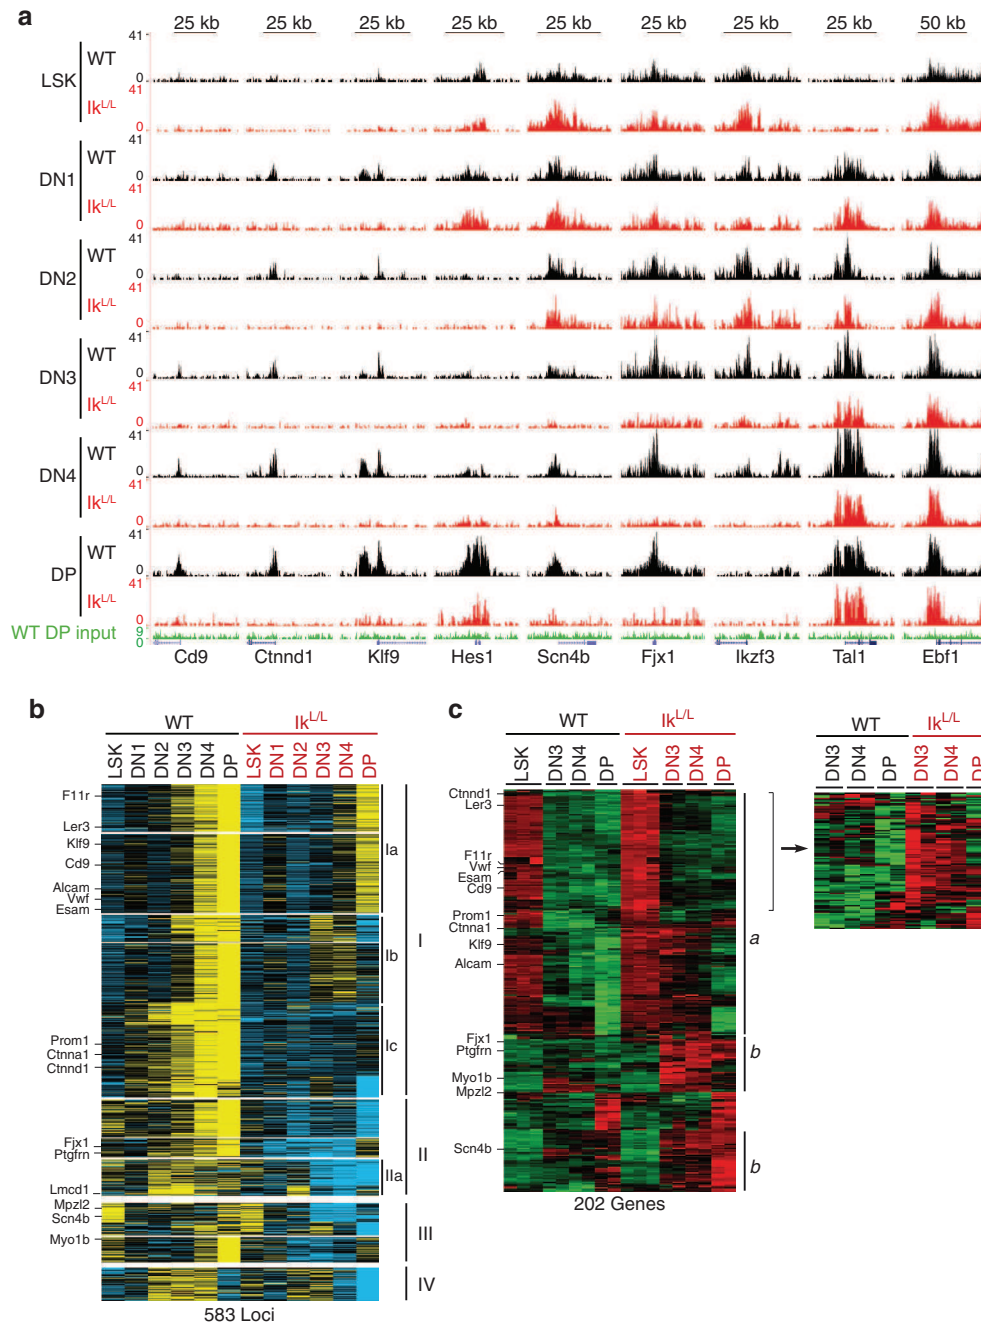 a
25 kb 25 kb 25 kb 25 kb 25 kb 25 kb 25 kb 25 kb 50 kb
LSK
WT 41 0
Ik^L/L 41 0
DN1
WT 41 0
Ik^L/L 41 0
DN2
WT 41 0
Ik^L/L 41 0
DN3
WT 41 0
Ik^L/L 41 0
DN4
WT 41 0
Ik^L/L 41 0
DP
WT 41 0
Ik^L/L 41 0
WT DP input 9 0
Cd9 Ctnnd1 Klf9 Hes1 Scn4b Fjx1 Ikzf3 Tal1 Ebf1
b
WT Ik^L/L
LSK DN1 DN2 DN3 DN4 DP LSK DN1 DN2 DN3 DN4 DP
F11r
Ler3
Klf9
Cd9
Alcam
Vwf
Esam
Prom1
Ctnna1
Ctnnd1
Fjx1
Ptgfrn
Lmcd1
Mpzl2
Scn4b
Myo1b
Ia
I
Ib
Ic
II
IIa
III
IV
583 Loci
c
WT Ik^L/L
LSK DN3 DN4 DP LSK DN3 DN4 DP
Ctnnd1
Ler3
F11r
Vwf
Esam
Cd9
Prom1
Ctnna1
Klf9
Alcam
Fjx1
Ptgfrn
Myo1b
Mpzl2
Scn4b
a
b
b
202 Genes
WT Ik^L/L
DN3 DN4 DP DN3 DN4 DP